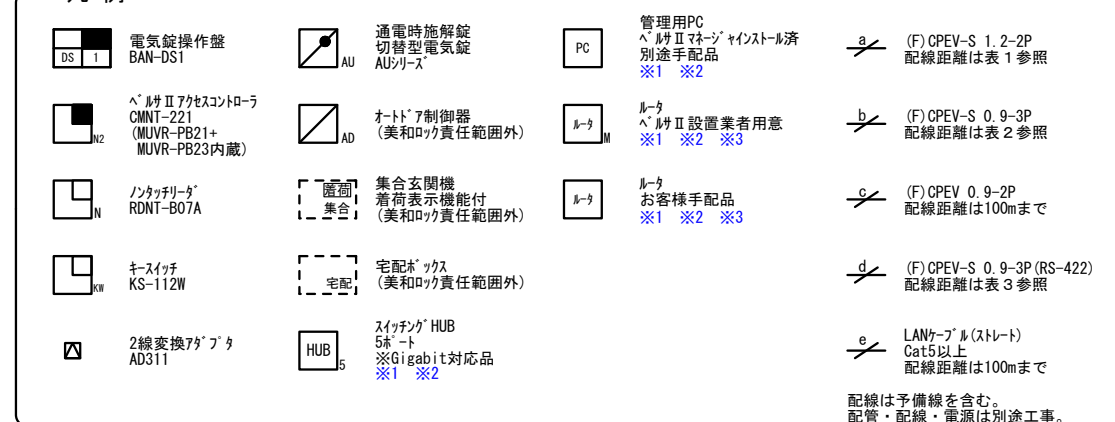 DS 1
電気錠操作盤
BAN-DS1
N2
ﾍﾞﾙｻⅡｱｸｾｽｺﾝﾄﾛｰﾗ
CMNT-221
(MUVR-PB21+
MUVR-PB23内蔵)
N
ﾉﾝﾀｯﾁﾘｰﾀﾞ
RDNT-B07A
KW
ｷｰｽｲｯﾁ
KS-112W
2線変換ｱﾀﾞﾌﾟﾀ
AD311
AU
通電時施解錠
切替型電気錠
AUｼﾘｰｽﾞ
AD
ｵｰﾄﾄﾞｱ制御器
(美和ﾛｯｸ責任範囲外)
着荷
集合
集合玄関機
着荷表示機能付
(美和ﾛｯｸ責任範囲外)
宅配
宅配ﾎﾞｯｸｽ
(美和ﾛｯｸ責任範囲外)
HUB 5
ｽｲｯﾁﾝｸﾞHUB
5ﾎﾟｰﾄ
※Gigabit対応品
※1 ※2
PC
管理用PC
ﾍﾞﾙｻⅡﾏﾈｰｼﾞｬｲﾝｽﾄｰﾙ済
別途手配品
※1 ※2
ﾙｰﾀ M
ﾙｰﾀ
ﾍﾞﾙｻⅡ設置業者用意
※1 ※2 ※3
ﾙｰﾀ
ﾙｰﾀ
お客様手配品
※1 ※2 ※3
a
(F)CPEV-S 1.2-2P
配線距離は表1参照
b
(F)CPEV-S 0.9-3P
配線距離は表2参照
c
(F)CPEV 0.9-2P
配線距離は100mまで
d
(F)CPEV-S 0.9-3P(RS-422)
配線距離は表3参照
e
LANｹｰﾌﾞﾙ(ｽﾄﾚｰﾄ)
Cat5以上
配線距離は100mまで
配線は予備線を含む。
配管・配線・電源は別途工事。